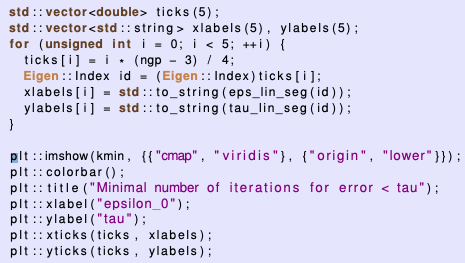 std::vector<double> ticks(5);
std::vector<std::string> xlabels(5), ylabels(5);
for (unsigned int i = 0; i < 5; ++i) {
  ticks[i] = i * (ngp - 3) / 4;
  Eigen::Index id = (Eigen::Index)ticks[i];
  xlabels[i] = std::to_string(eps_lin_seg(id));
  ylabels[i] = std::to_string(tau_lin_seg(id));
}
plt::imshow(kmin, {{"cmap", "viridis"}, {"origin", "lower"}});
plt::colorbar();
plt::title("Minimal number of iterations for error < tau");
plt::xlabel("epsilon_0");
plt::ylabel("tau");
plt::xticks(ticks, xlabels);
plt::yticks(ticks, ylabels);